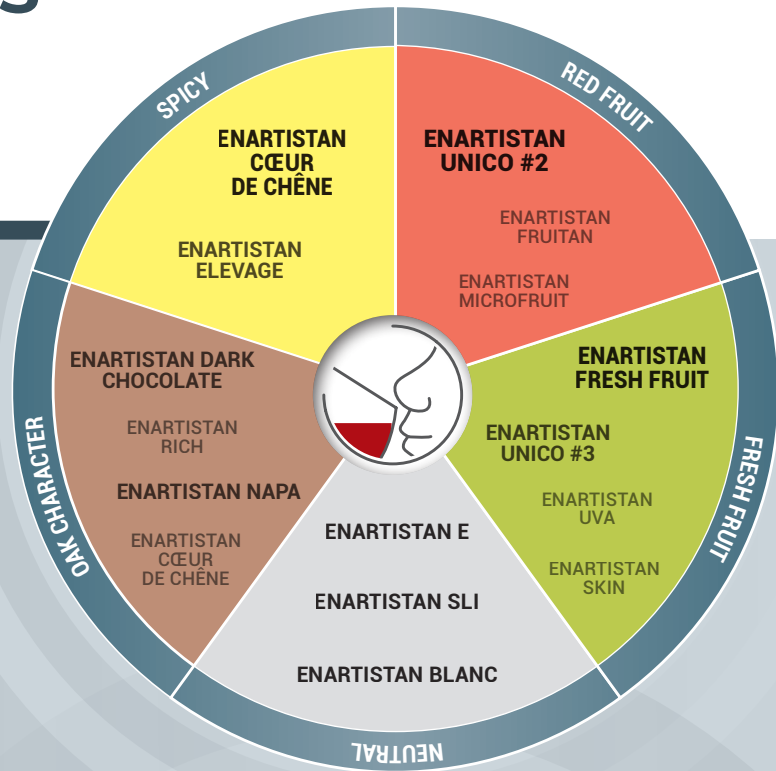 S
SPICY
ENARTISTAN
CŒUR
DE CHÊNE
ENARTISTAN
ELEVAGE
RED FRUIT
ENARTISTAN
UNICO #2
ENARTISTAN
FRUITAN
ENARTISTAN
MICROFRUIT
FRESH FRUIT
ENARTISTAN
FRESH FRUIT
ENARTISTAN
UNICO #3
ENARTISTAN
UVA
ENARTISTAN
SKIN
NEUTRAL
ENARTISTAN E
ENARTISTAN SLI
ENARTISTAN BLANC
OAK CHARACTER
ENARTISTAN DARK
CHOCOLATE
ENARTISTAN
RICH
ENARTISTAN NAPA
ENARTISTAN
CŒUR
DE CHÊNE